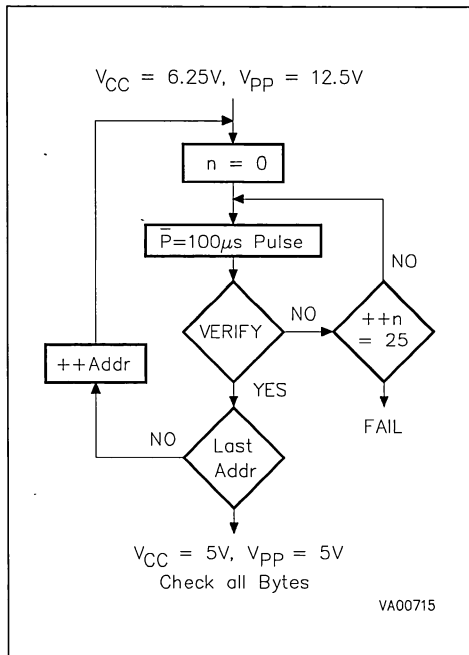 VCC = 6.25V, VPP = 12.5V
n = 0
P̅=100µs Pulse
NO
VERIFY
NO
++n
= 25
++Addr
YES
FAIL
NO
Last
Addr
VCC = 5V, VPP = 5V
Check all Bytes
VA00715